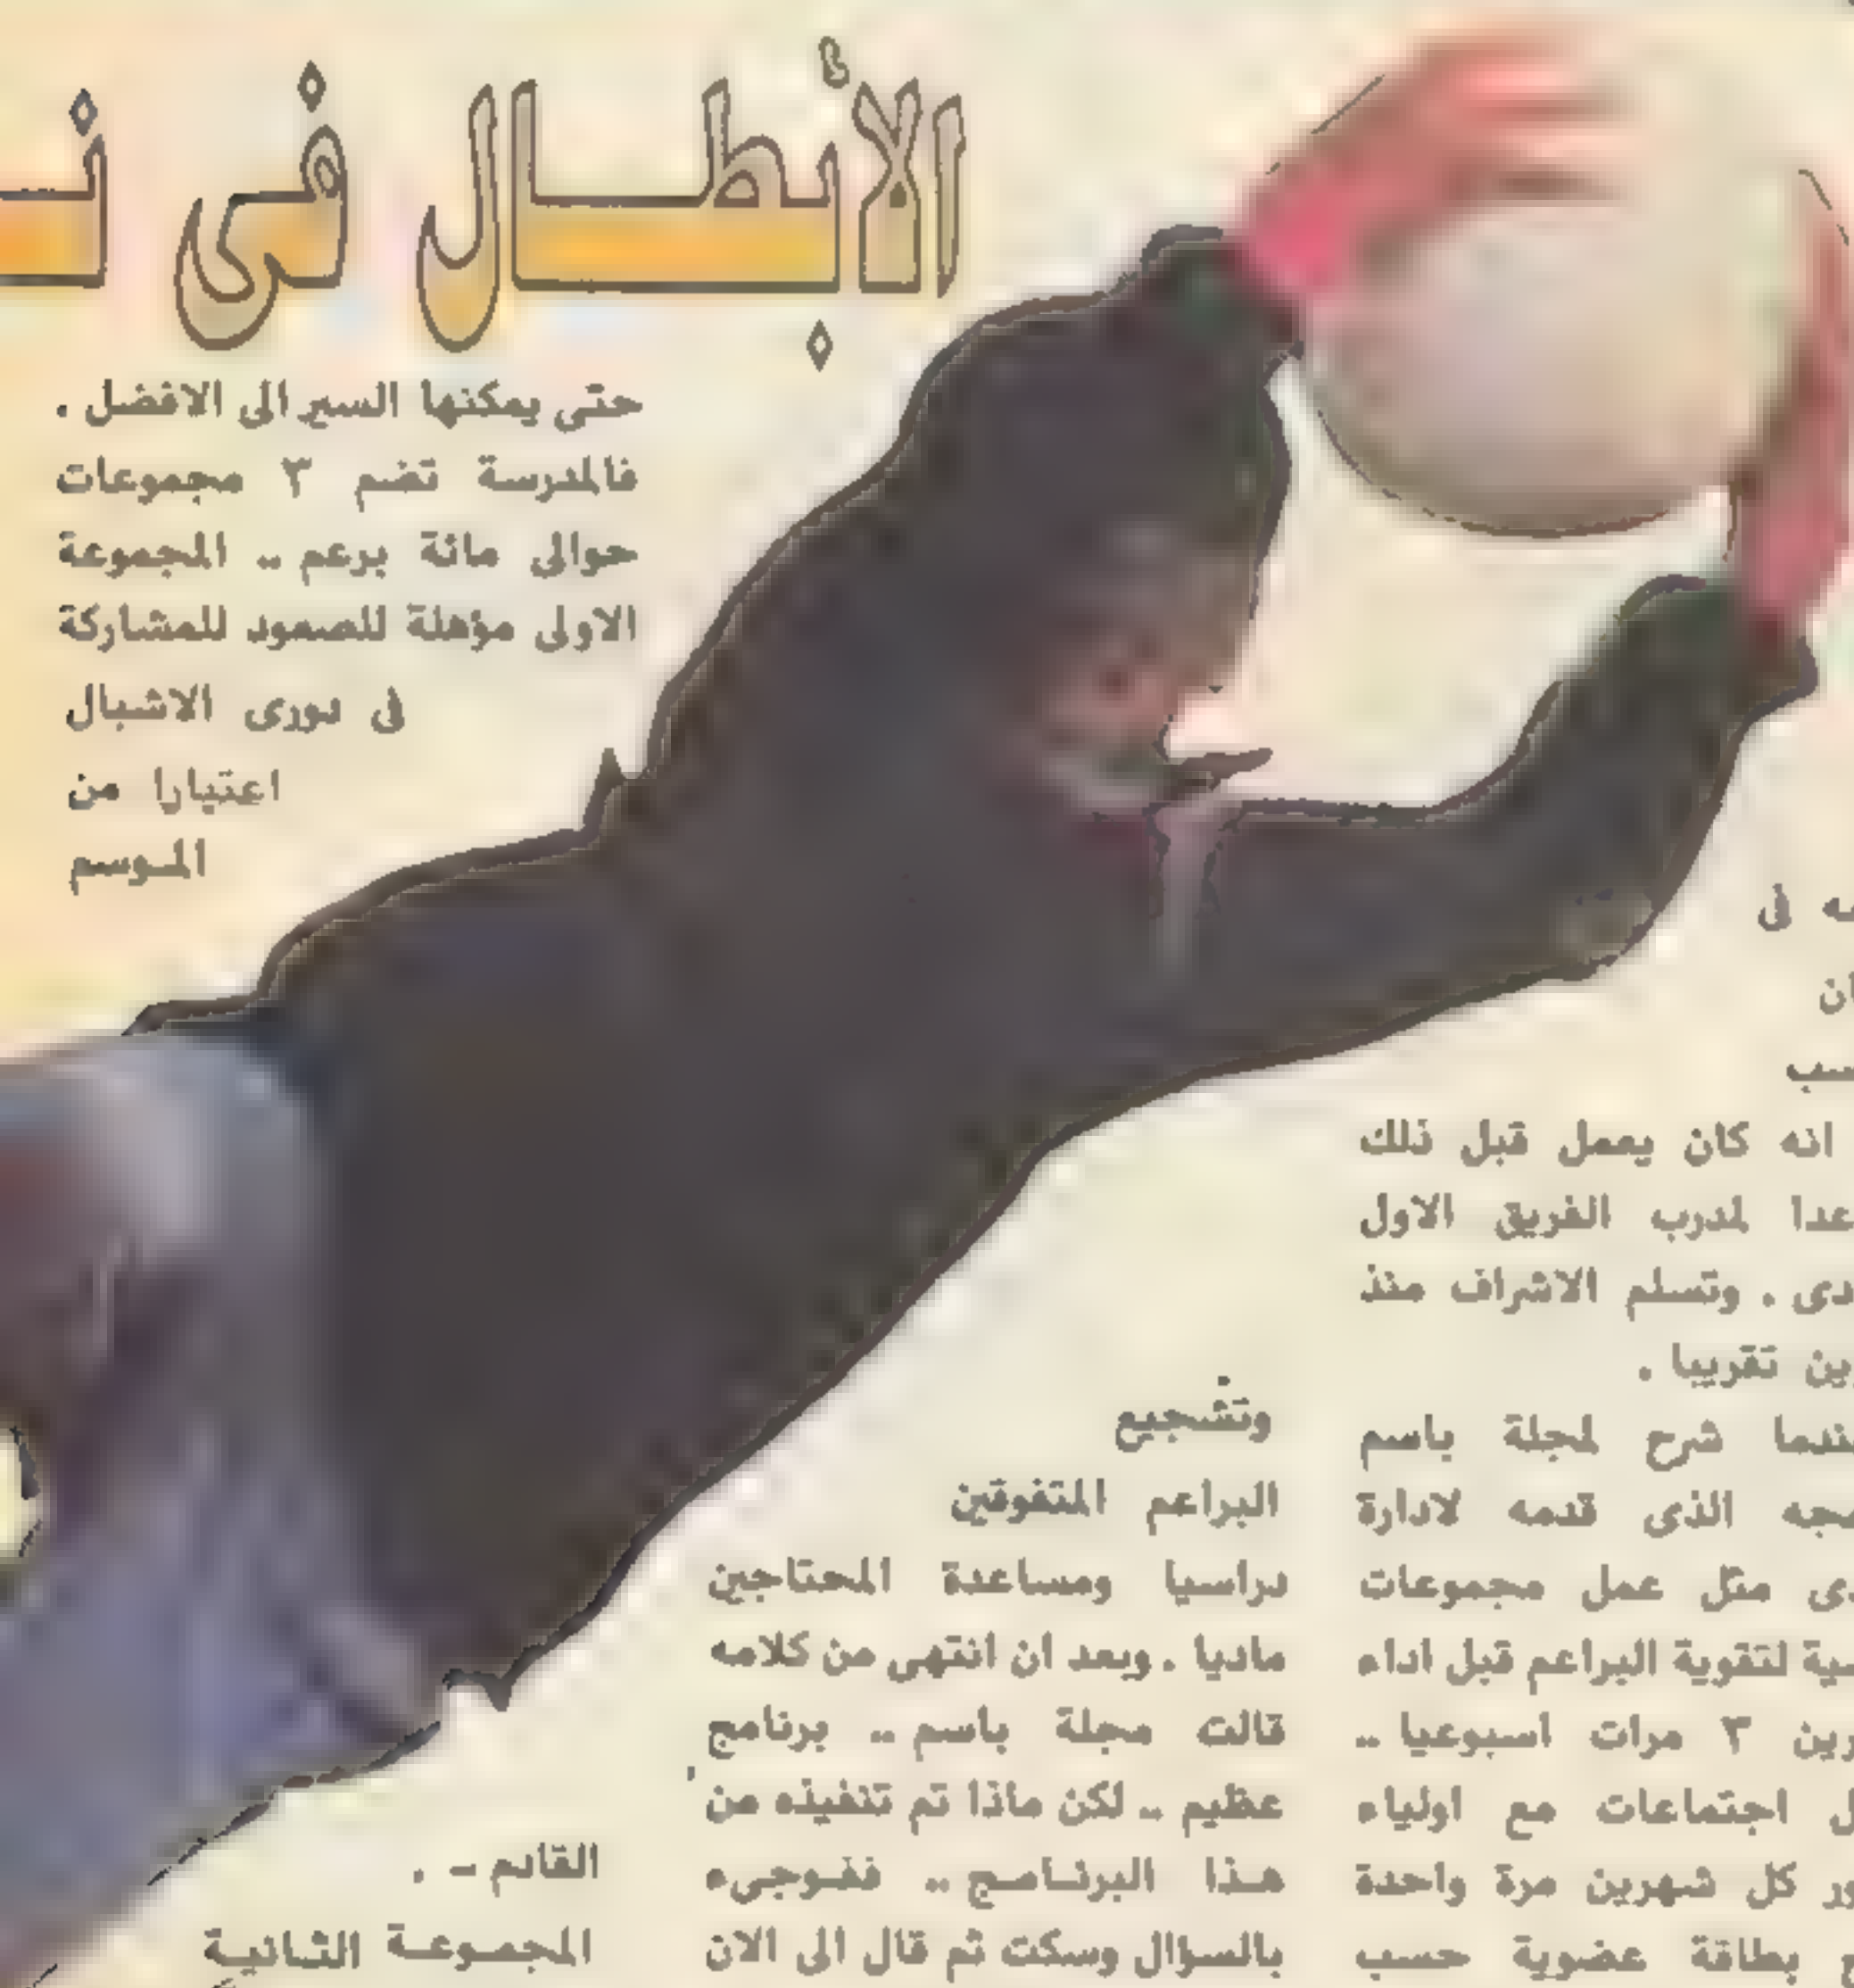 الأبطال فى
فى
انه كان يعمل قبل ذلك
لمدرب الفريق الاول
. وتسلم الاشراف منذ
تقريبا .
شرح لمجلة باسم
الذى قدمه لادارة
مثل عمل مجموعات
لتقوية البراعم قبل اداء
٣ مرات اسبوعيا ..
اجتماعات مع اولياء
كل شهرين مرة واحدة
بطاقة عضوية حسب
وتشجيع
البراعم المتفوقين
دراسيا ومساعدة المحتاجين
ماديا . وبعد ان انتهى من كلامه
قالت مجلة باسم .. برنامج
عظيم .. لكن ماذا تم تنفيذه من
هذا البرنامج .. ففوجىء
بالسؤال وسكت ثم قال الى الان
حتى يمكنها السير الى الافضل .
فالمدرسة تضم ٣ مجموعات
حوالى مائة برعم .. المجموعة
الاولى مؤهلة للصعود للمشاركة
فى دورى الاشبال
اعتبارا من
الموسم
القادم - .
المجموعة الثانية